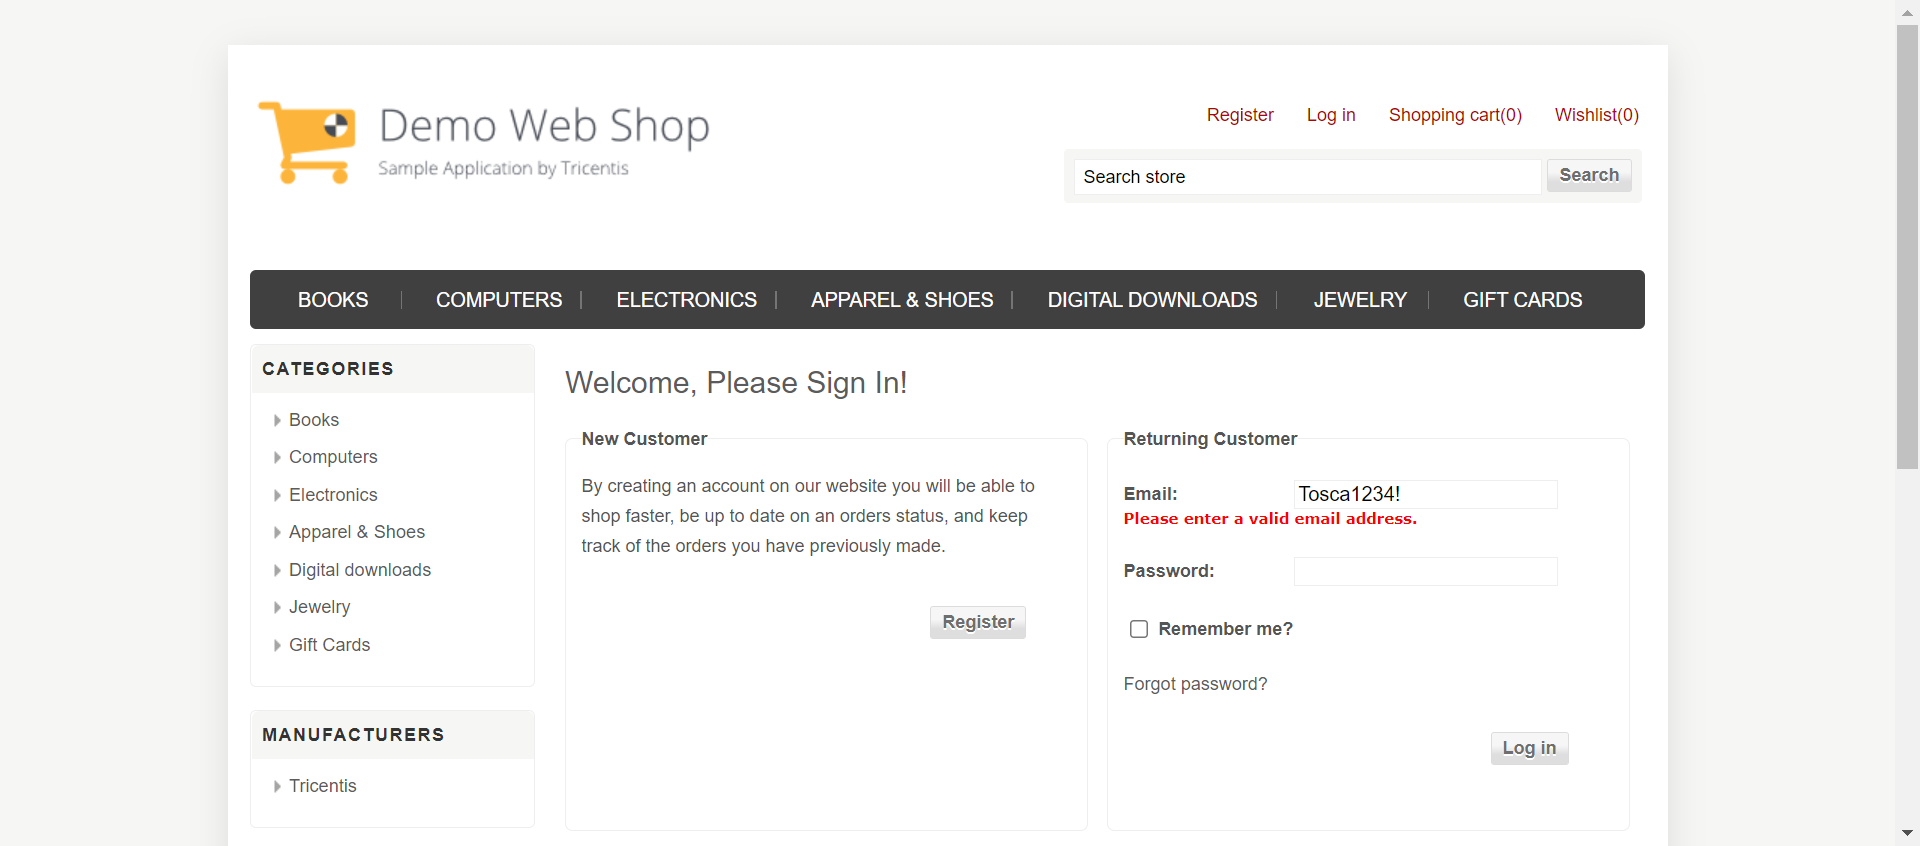 Demo Web Shop
Sample Application by Tricentis
Register Log in Shopping cart(0) Wishlist(0)
Search store Search
BOOKS COMPUTERS ELECTRONICS APPAREL & SHOES DIGITAL DOWNLOADS JEWELRY GIFT CARDS
CATEGORIES
Books
Computers
Electronics
Apparel & Shoes
Digital downloads
Jewelry
Gift Cards
MANUFACTURERS
Tricentis
Welcome, Please Sign In!
New Customer
By creating an account on our website you will be able to
shop faster, be up to date on an orders status, and keep
track of the orders you have previously made.
Register
Returning Customer
Email: Tosca1234!
Please enter a valid email address.
Password:
Remember me?
Forgot password?
Log in